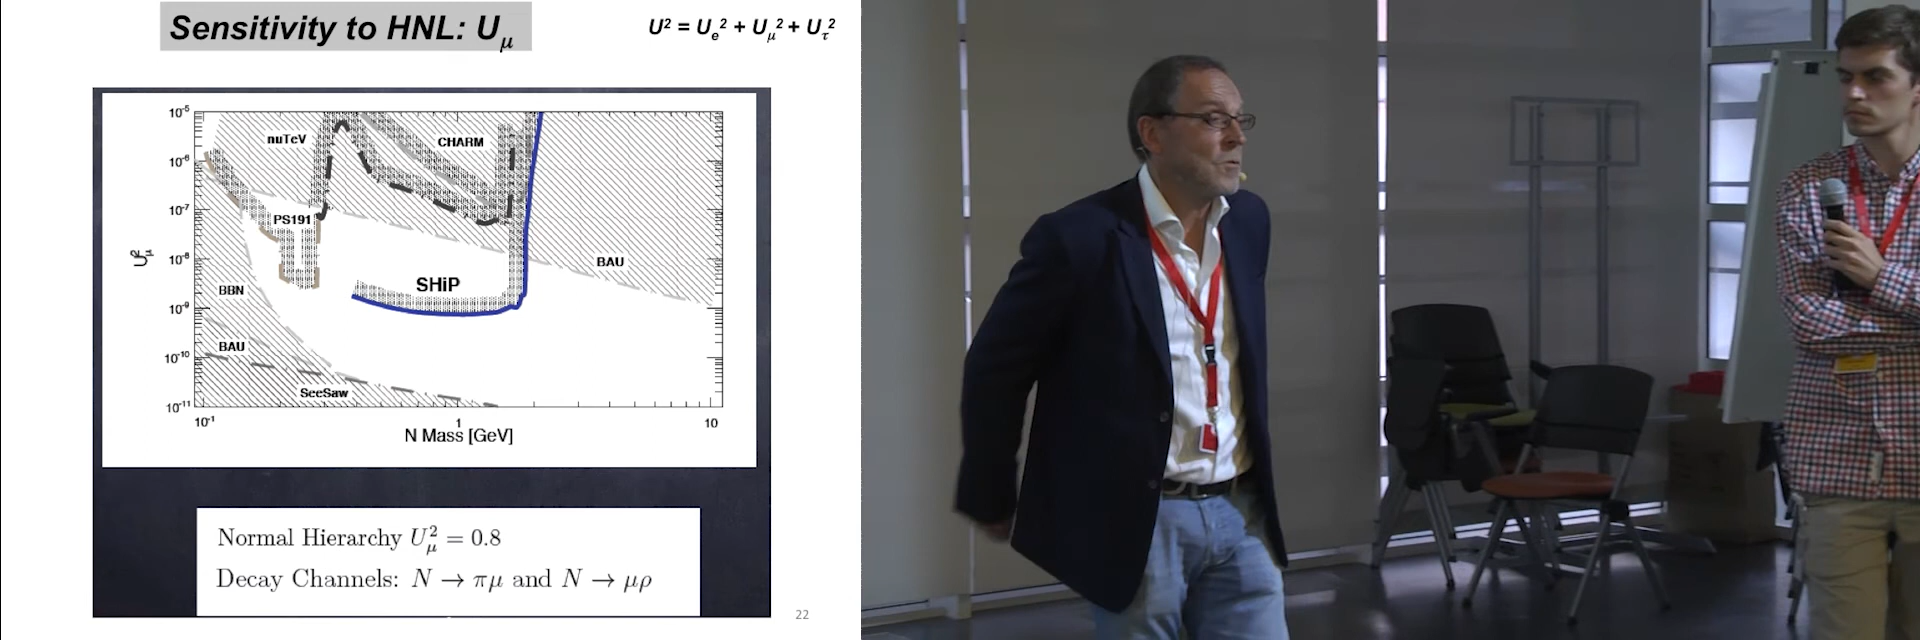 Sensitivity to HNL: Uμ
U² = Ue² + Uμ² + Uτ²
10⁻⁵
nuTeV
CHARM
10⁻⁶
10⁻⁷
PS191
U²μ
10⁻⁸
BAU
SHiP
BBN
10⁻⁹
BAU
10⁻¹⁰
SeeSaw
10⁻¹¹
10⁻¹
1
10
N Mass [GeV]
Normal Hierarchy U²μ = 0.8
Decay Channels: N → πμ and N → μρ
22